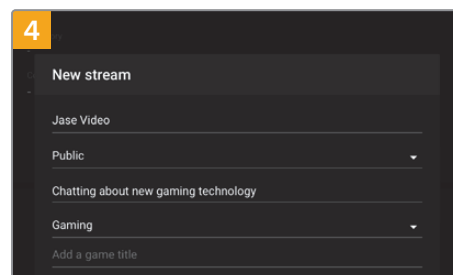 4
New stream
Jase Video
Public
Chatting about new gaming technology
Gaming
Add a game title